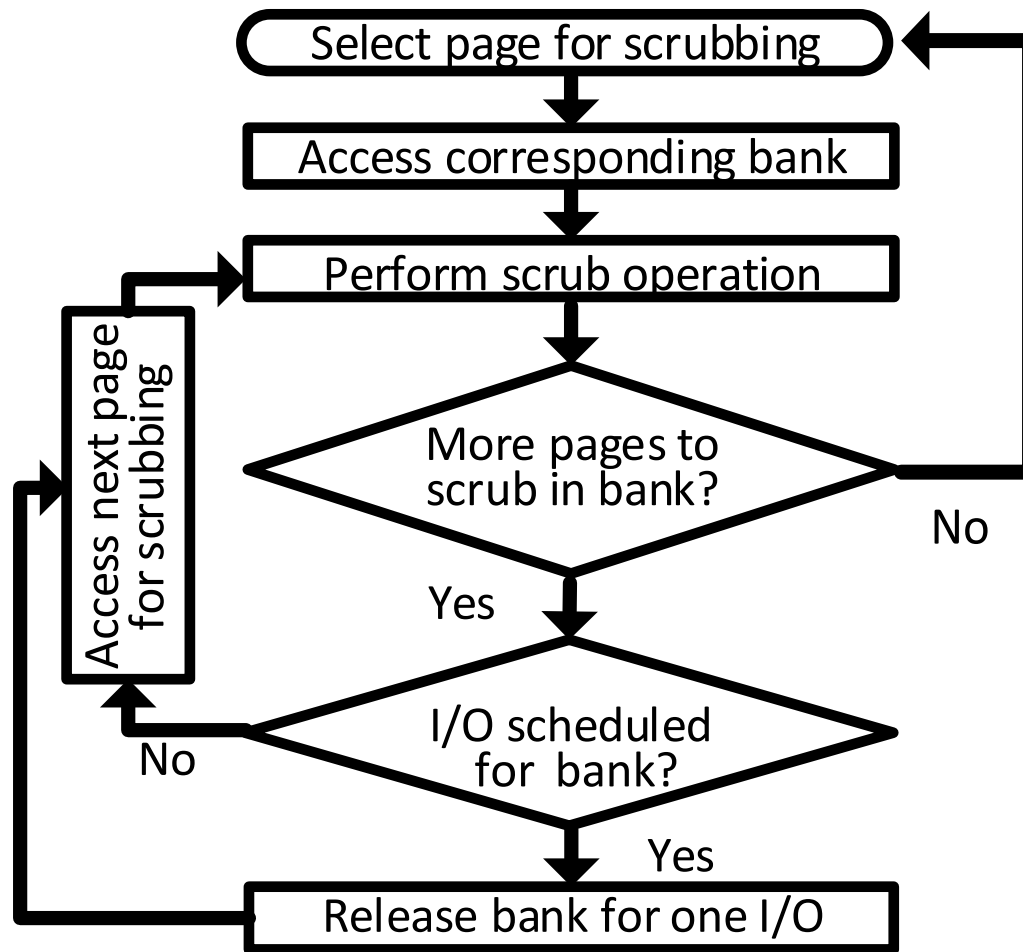 Select page for scrubbing
Access corresponding bank
Perform scrub operation
Access next page
for scrubbing
More pages to
scrub in bank?
No
Yes
I/O scheduled
for bank?
No
Yes
Release bank for one I/O